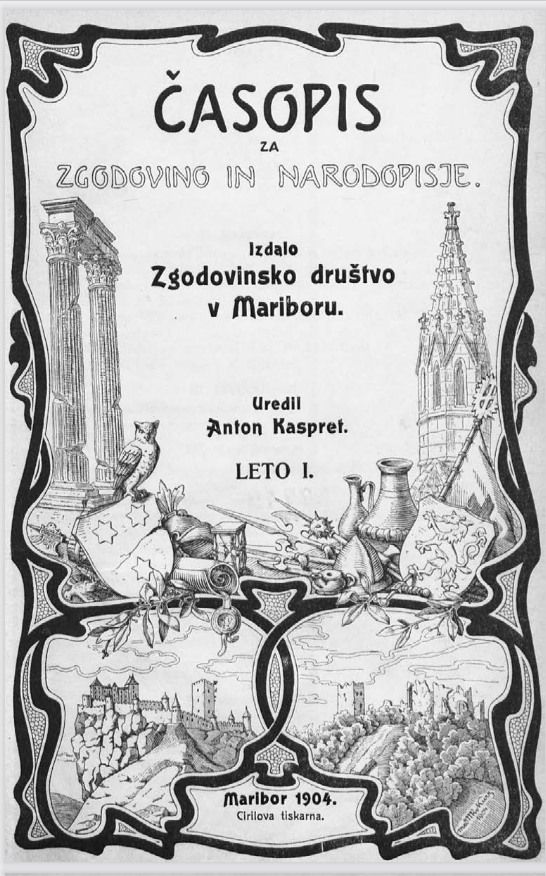 ČASOPIS
ZA
ZGODOVINO IN NARODOPISJE.
Izdalo
Zgodovinsko društvo
v Mariboru.
Uredil
Anton Kaspret.
LETO I.
Maribor 1904.
Cirilova tiskarna.